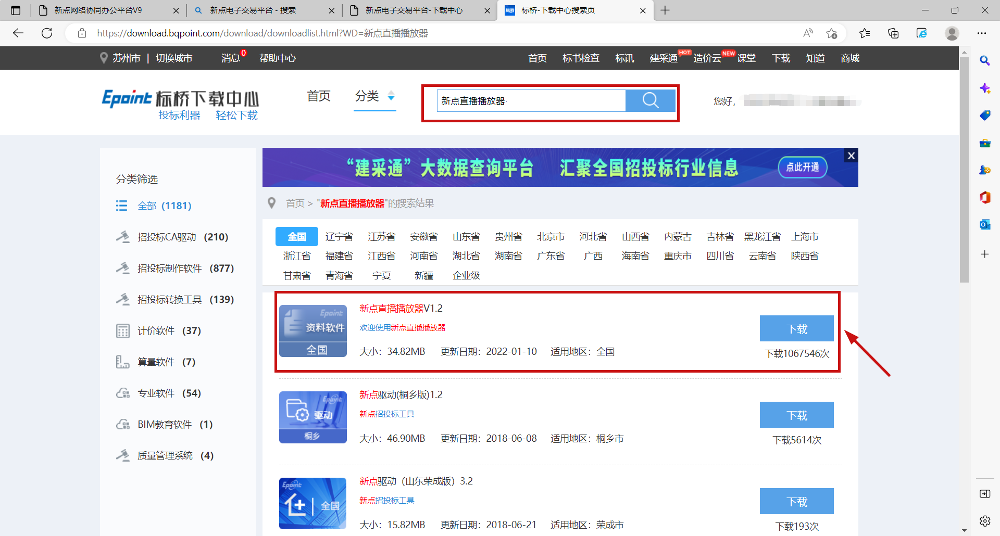 新点网络协同办公平台V9
新点电子交易平台 - 搜索
新点电子交易平台-下载中心
标桥-下载中心搜索页
https://download.bqpoint.com/download/downloadlist.html?WD=新点直播播放器
苏州市 | 切换城市 消息 0 帮助中心
首页 标书检查 标讯 建采通 HOT 造价云 NEW 课堂 下载 知道 商城
Epoint 标桥下载中心
投标利器 轻松下载
首页 分类
新点直播播放器·
您好，
“建采通”大数据查询平台 汇聚全国招投标行业信息 点此开通 X
分类筛选
全部 (1181)
招投标CA驱动 (210)
招投标制作软件 (877)
招投标转换工具 (139)
计价软件 (37)
算量软件 (7)
专业软件 (54)
BIM教育软件 (1)
质量管理系统 (4)
首页 > "新点直播播放器"的搜索结果
全国 辽宁省 江苏省 安徽省 山东省 贵州省 北京市 河北省 山西省 内蒙古 吉林省 黑龙江省 上海市
浙江省 福建省 江西省 河南省 湖北省 湖南省 广东省 广西 海南省 重庆市 四川省 云南省 陕西省
甘肃省 青海省 宁夏 新疆 企业级
Epoint
资料软件
全国
新点直播播放器V1.2
欢迎使用新点直播播放器
大小：34.82MB 更新日期：2022-01-10 适用地区：全国
下载
下载1067546次
Epoint
驱动
桐乡
新点驱动(桐乡版)1.2
新点招投标工具
大小：46.90MB 更新日期：2018-06-08 适用地区：桐乡市
下载
下载5614次
Epoint
全国
新点驱动（山东荣成版）3.2
新点招投标工具
大小：15.82MB 更新日期：2018-06-21 适用地区：荣成市
下载
下载193次